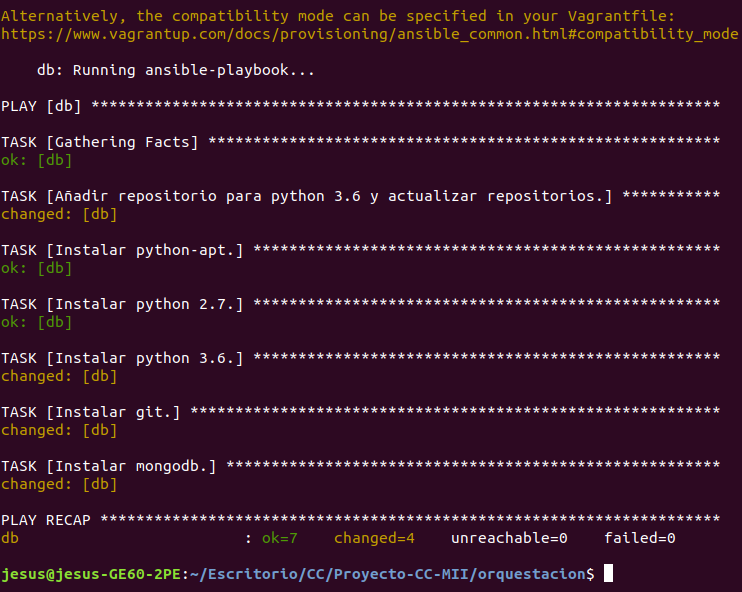 Alternatively, the compatibility mode can be specified in your Vagrantfile:
https://www.vagrantup.com/docs/provisioning/ansible_common.html#compatibility_mode
    db: Running ansible-playbook...
PLAY [db] **********************************************************************
TASK [Gathering Facts] *********************************************************
ok: [db]
TASK [Añadir repositorio para python 3.6 y actualizar repositorios.] ***********
changed: [db]
TASK [Instalar python-apt.] ****************************************************
ok: [db]
TASK [Instalar python 2.7.] ****************************************************
ok: [db]
TASK [Instalar python 3.6.] ****************************************************
changed: [db]
TASK [Instalar git.] ***********************************************************
changed: [db]
TASK [Instalar mongodb.] *******************************************************
changed: [db]
PLAY RECAP *********************************************************************
db                         : ok=7    changed=4    unreachable=0    failed=0
jesus@jesus-GE60-2PE:~/Escritorio/CC/Proyecto-CC-MII/orquestacion$